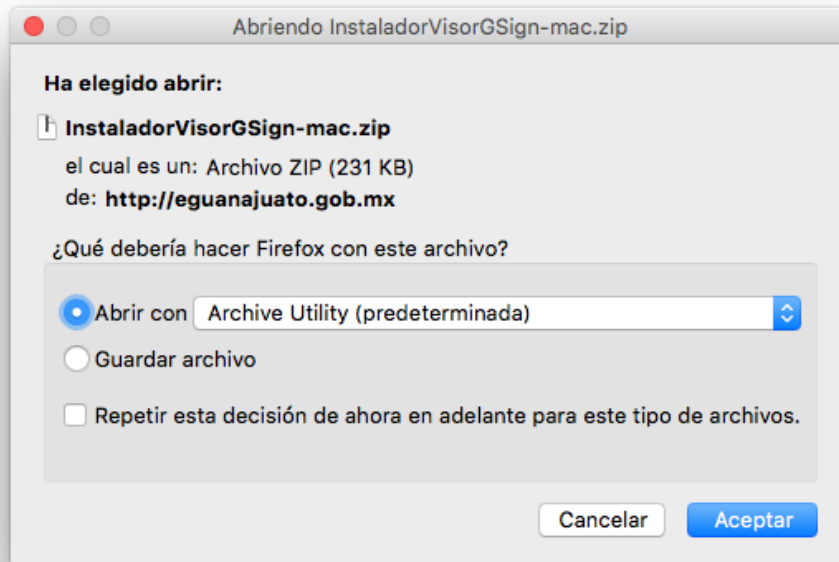 Abriendo InstaladorVisorGSign-mac.zip
Ha elegido abrir:
InstaladorVisorGSign-mac.zip
el cual es un: Archivo ZIP (231 KB)
de: http://eguanajuato.gob.mx
¿Qué debería hacer Firefox con este archivo?
Abrir con Archive Utility (predeterminada)
Guardar archivo
Repetir esta decisión de ahora en adelante para este tipo de archivos.
Cancelar Aceptar